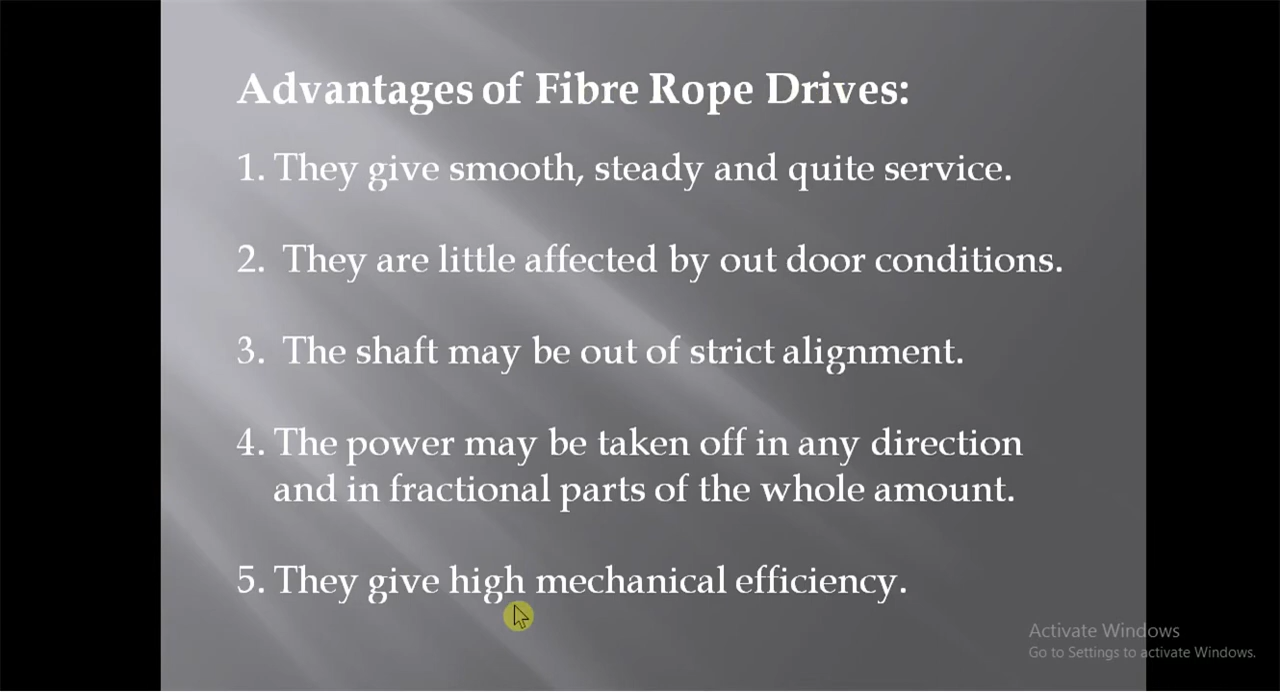 Advantages of Fibre Rope Drives:
1. They give smooth, steady and quite service.
2. They are little affected by out door conditions.
3. The shaft may be out of strict alignment.
4. The power may be taken off in any direction
and in fractional parts of the whole amount.
5. They give high mechanical efficiency.
Activate Windows
Go to Settings to activate Windows.